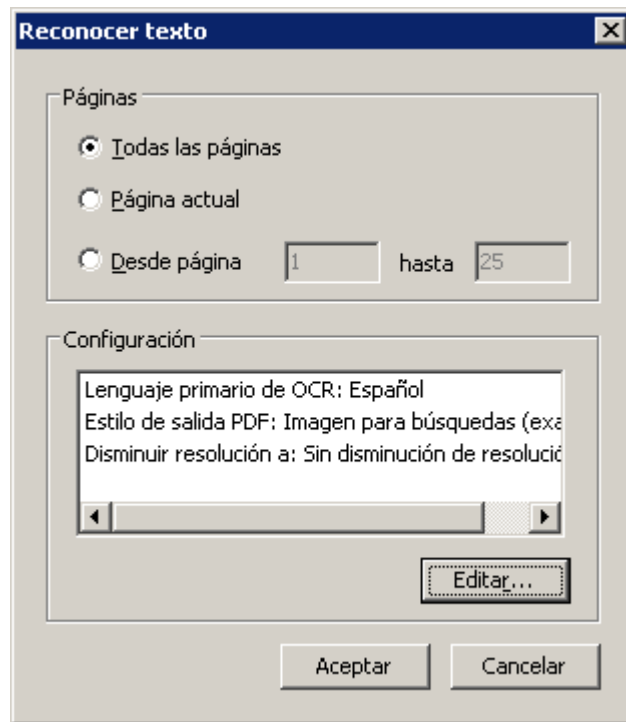 Reconocer texto
Páginas
Todas las páginas
Página actual
Desde página 1 hasta 25
Configuración
Lenguaje primario de OCR: Español
Estilo de salida PDF: Imagen para búsquedas (exa
Disminuir resolución a: Sin disminución de resolució
Editar...
Aceptar Cancelar